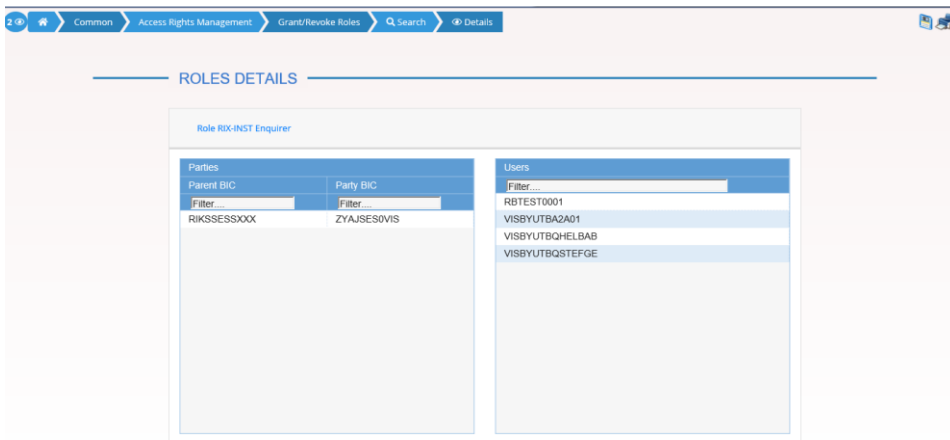 2 Common Access Rights Management Grant/Revoke Roles Search Details
ROLES DETAILS
Role RIX-INST Enquirer
Parties
Parent BIC Party BIC
Filter.... Filter....
RIKSSESSXXX ZYAJSES0VIS
Users
Filter....
RBTEST0001
VISBYUTBA2A01
VISBYUTBQHELBAB
VISBYUTBQSTEFGE